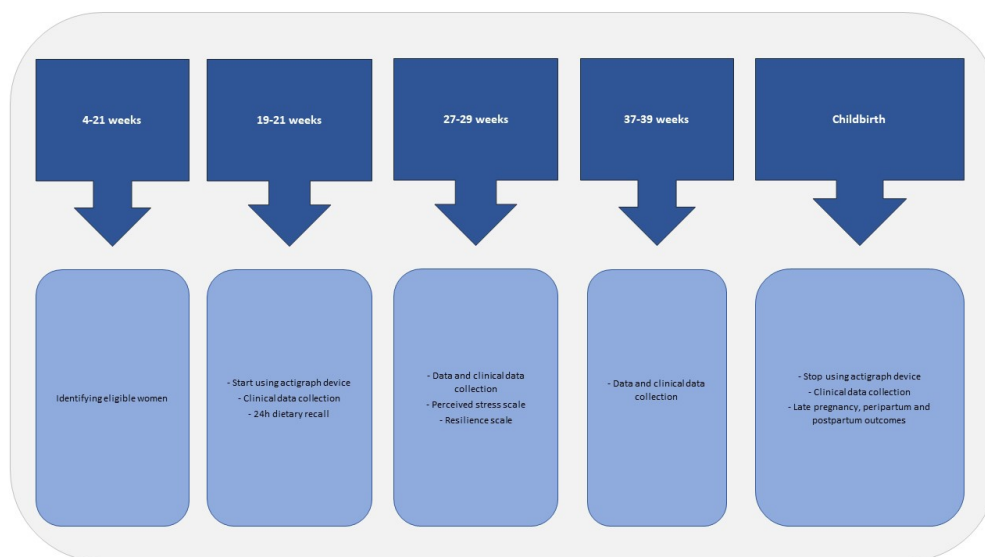 4-21 weeks
19-21 weeks
27-29 weeks
37-39 weeks
Childbirth
Identifying eligible women
- Start using actigraph device
- Clinical data collection
- 24h dietary recall
- Data and clinical data
collection
- Perceived stress scale
- Resilience scale
- Data and clinical data
collection
- Stop using actigraph device
- Clinical data collection
- Late pregnancy, peripartum and
postpartum outcomes